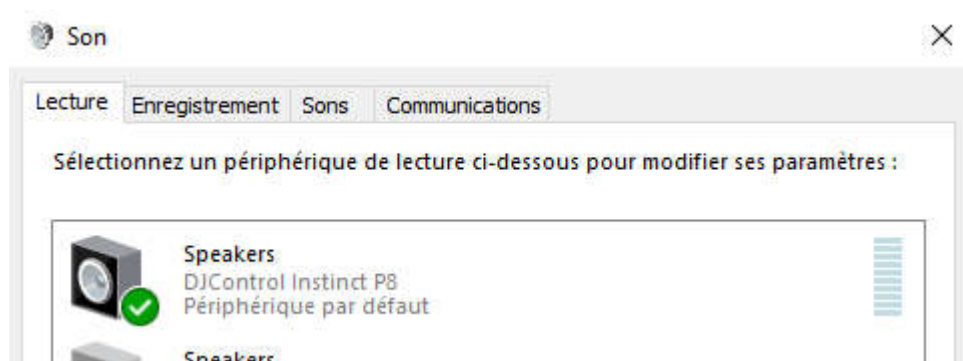 Son
Lecture Enregistrement Sons Communications
Sélectionnez un périphérique de lecture ci-dessous pour modifier ses paramètres :
Speakers
DJControl Instinct P8
Périphérique par défaut
Speakers